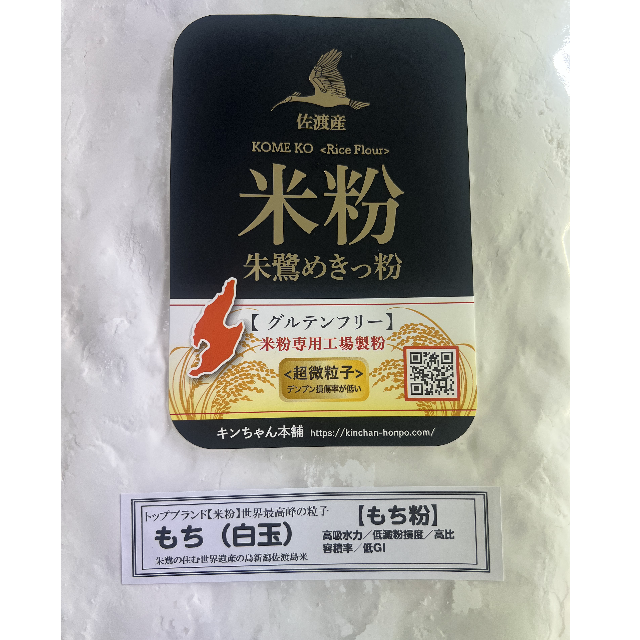 佐渡産
KOME KO <Rice Flour>
米粉
朱鷺めきっ粉
【グルテンフリー】
米粉専用工場製粉
<超微粒子>
デンプン損傷率が低い
キンちゃん本舗 https://kinchan-honpo.com/
トップブランド【米粉】世界最高峰の粒子
もち（白玉）
朱鷺の住む世界遺産の島新潟佐渡島米
【もち粉】
高吸水力／低澱粉損度／高比
容積率／低GI